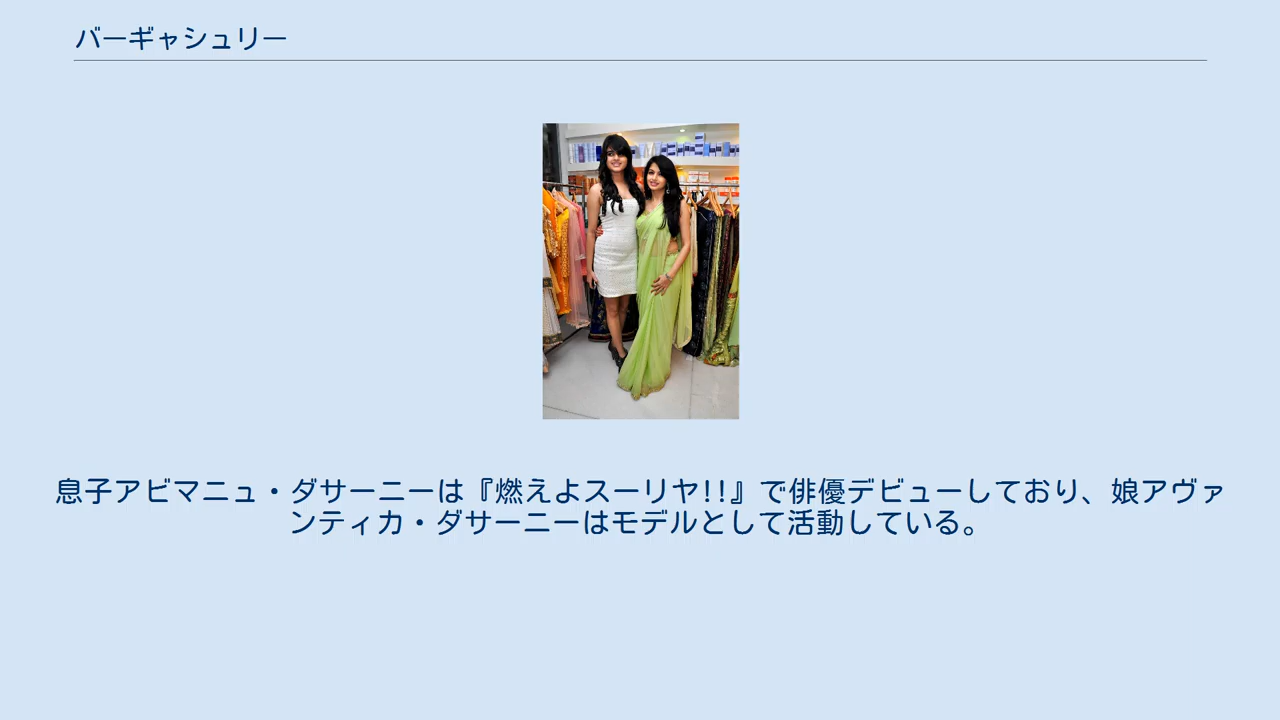 バーギャシュリー
息子アビマニュ・ダサーニーは『燃えよスーリヤ!!』で俳優デビューしており、娘アヴァ
ンティカ・ダサーニーはモデルとして活動している。